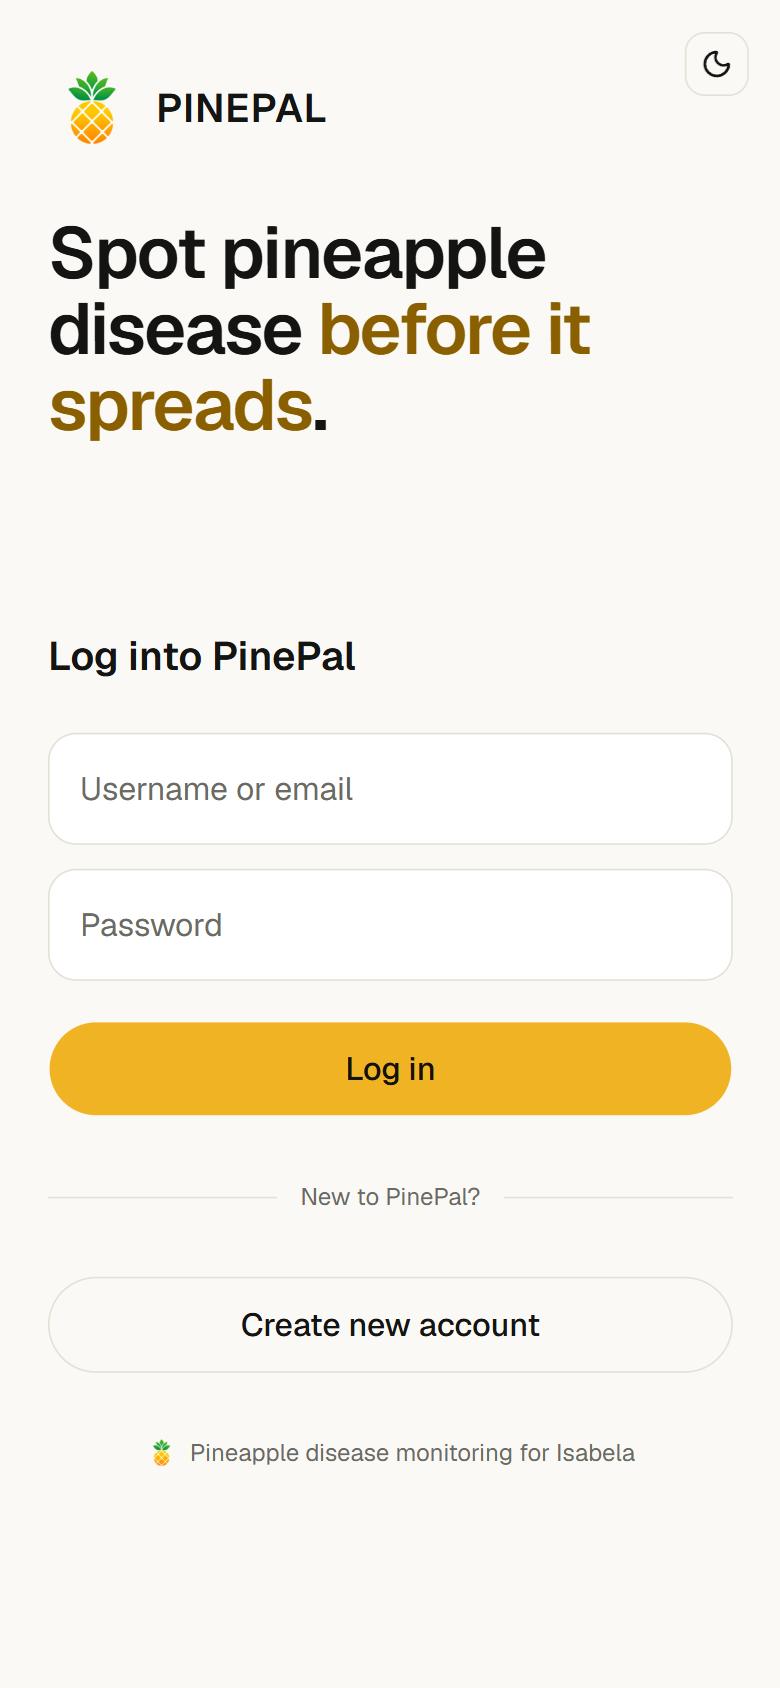 PINEPAL
Spot pineapple
disease before it
spreads.
Log into PinePal
Username or email
Password
Log in
New to PinePal?
Create new account
Pineapple disease monitoring for Isabela